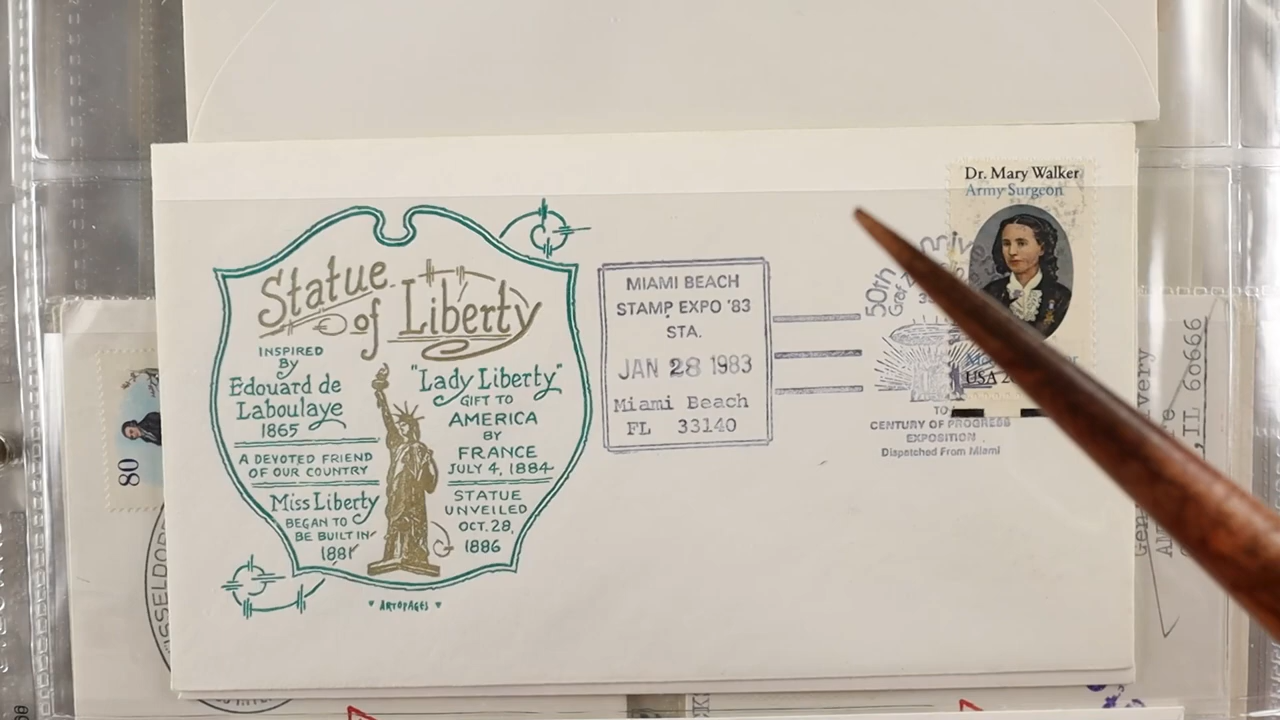 Dr. Mary Walker
Army Surgeon
USA
Statue
of Liberty
INSPIRED
BY
Edouard de
Laboulaye
1865
A DEVOTED FRIEND
OF OUR COUNTRY
Miss Liberty
BEGAN TO
BE BUILT IN
1881
"Lady Liberty"
GIFT TO
AMERICA
BY
FRANCE
JULY 4, 1884
STATUE
UNVEILED
OCT. 28,
1886
ARTOPAGES
MIAMI BEACH
STAMP EXPO '83
STA.
JAN 28 1983
Miami Beach
FL 33140
50th
Graf
TO
CENTURY OF PROGRESS
EXPOSITION
Dispatched From Miami
80
IL 60666